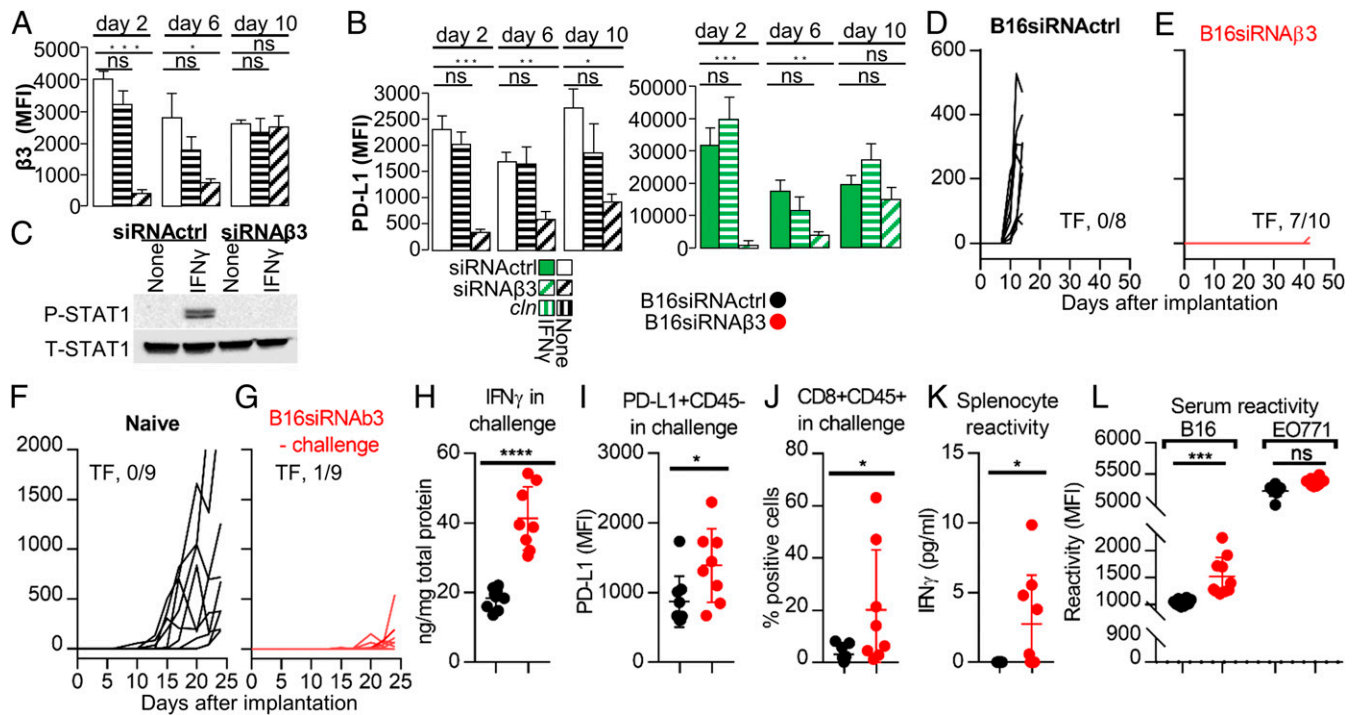 A
day 2 day 6 day 10
*** * ns
ns ns ns
β3 (MFI)
5000
4000
3000
2000
1000
0
B
day 2 day 6 day 10
*** ** *
ns ns ns
PD-L1 (MFI)
3000
2500
2000
1500
1000
500
0
day 2 day 6 day 10
*** ** ns
ns ns ns
40000
30000
20000
10000
0
siRNActrl
siRNAβ3
cln
IFNγ
None
C
siRNActrl siRNAβ3
None IFNγ None IFNγ
P-STAT1
T-STAT1
B16siRNActrl
B16siRNAβ3
D
B16siRNActrl
600
400
200
0
TF, 0/8
0 10 20 30 40 50
E
B16siRNAβ3
TF, 7/10
0 10 20 30 40 50
Days after implantation
F
Naive
TF, 0/9
2000
1500
1000
500
0
0 5 10 15 20 25
G
B16siRNAb3
- challenge
TF, 1/9
0 5 10 15 20 25
Days after implantation
H
IFNγ in
challenge
****
ng/mg total protein
60
40
20
0
I
PD-L1+CD45-
in challenge
*
PD-L1 (MFI)
3000
2000
1000
0
J
CD8+CD45+
in challenge
*
% positive cells
80
60
40
20
0
K
Splenocyte
reactivity
*
IFNγ (pg/ml)
15
10
5
0
L
Serum reactivity
B16 EO771
*** ns
Reactivity (MFI)
6000
5500
5000
2000
1500
1000
900
0